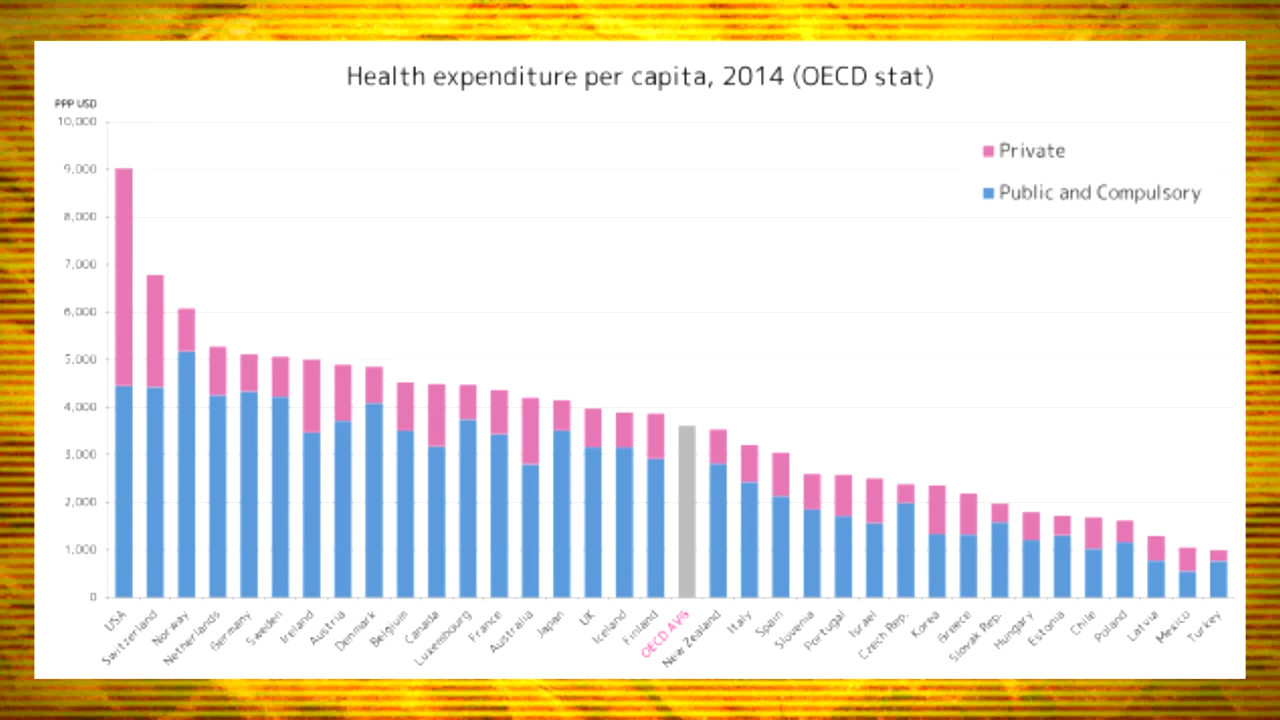 Health expenditure per capita, 2014 (OECD stat)
PPP USD
10,000
9,000
8,000
7,000
6,000
5,000
4,000
3,000
2,000
1,000
0
Private
Public and Compulsory
USA
Switzerland
Norway
Netherlands
Germany
Sweden
Ireland
Austria
Denmark
Belgium
Canada
Luxembourg
France
Australia
Japan
UK
Iceland
Finland
OECD AVG
New Zealand
Italy
Spain
Slovenia
Portugal
Israel
Czech Rep.
Korea
Greece
Slovak Rep.
Hungary
Estonia
Chile
Poland
Latvia
Mexico
Turkey